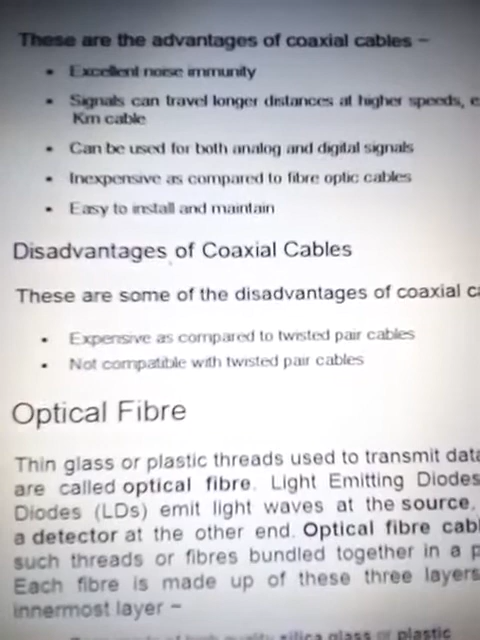 These are the advantages of coaxial cables –
• Excellent noise immunity
• Signals can travel longer distances at higher speeds,
Km cable
• Can be used for both analog and digital signals
• Inexpensive as compared to fibre optic cables
• Easy to install and maintain
Disadvantages of Coaxial Cables
These are some of the disadvantages of coaxial
• Expensive as compared to twisted pair cables
• Not compatible with twisted pair cables
Optical Fibre
Thin glass or plastic threads used to transmit data
are called optical fibre. Light Emitting Diodes
Diodes (LDs) emit light waves at the source,
a detector at the other end. Optical fibre
such threads or fibres bundled together in a
Each fibre is made up of these three layers
innermost layer –
quality silica glass or plastic